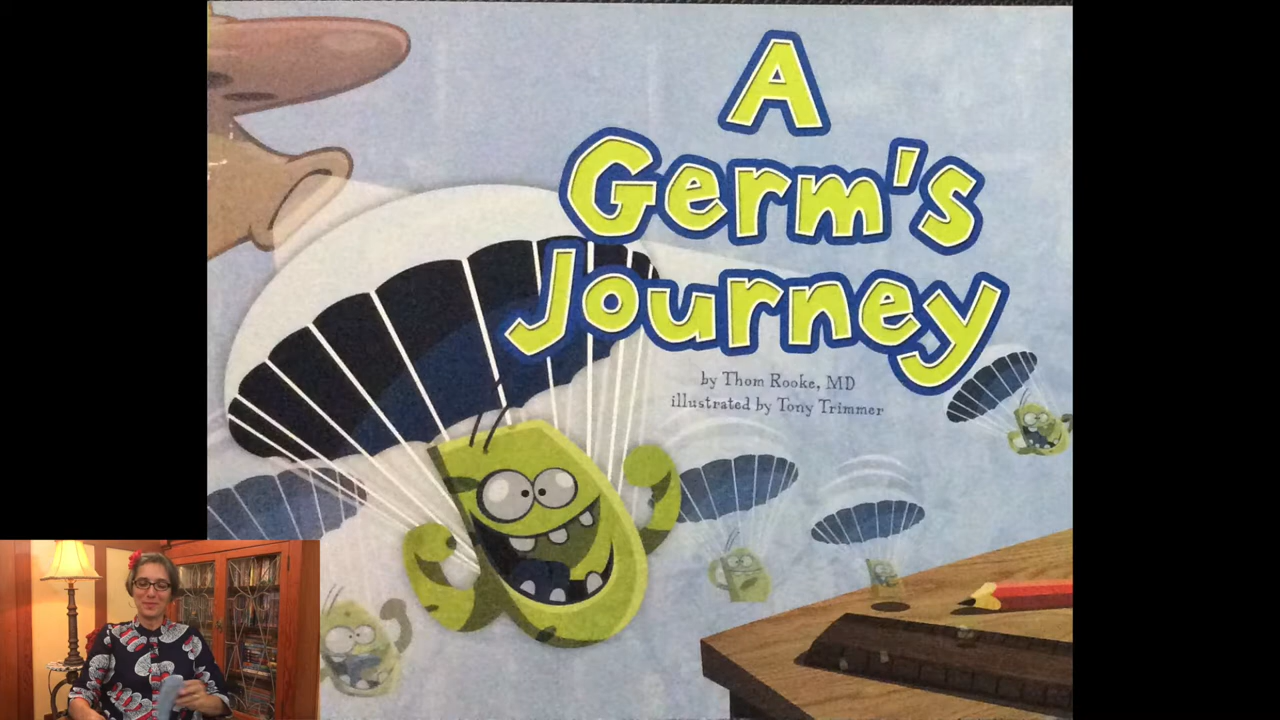 A
Germ's
Journey
by Thom Rooke, MD
illustrated by Tony Trimmer